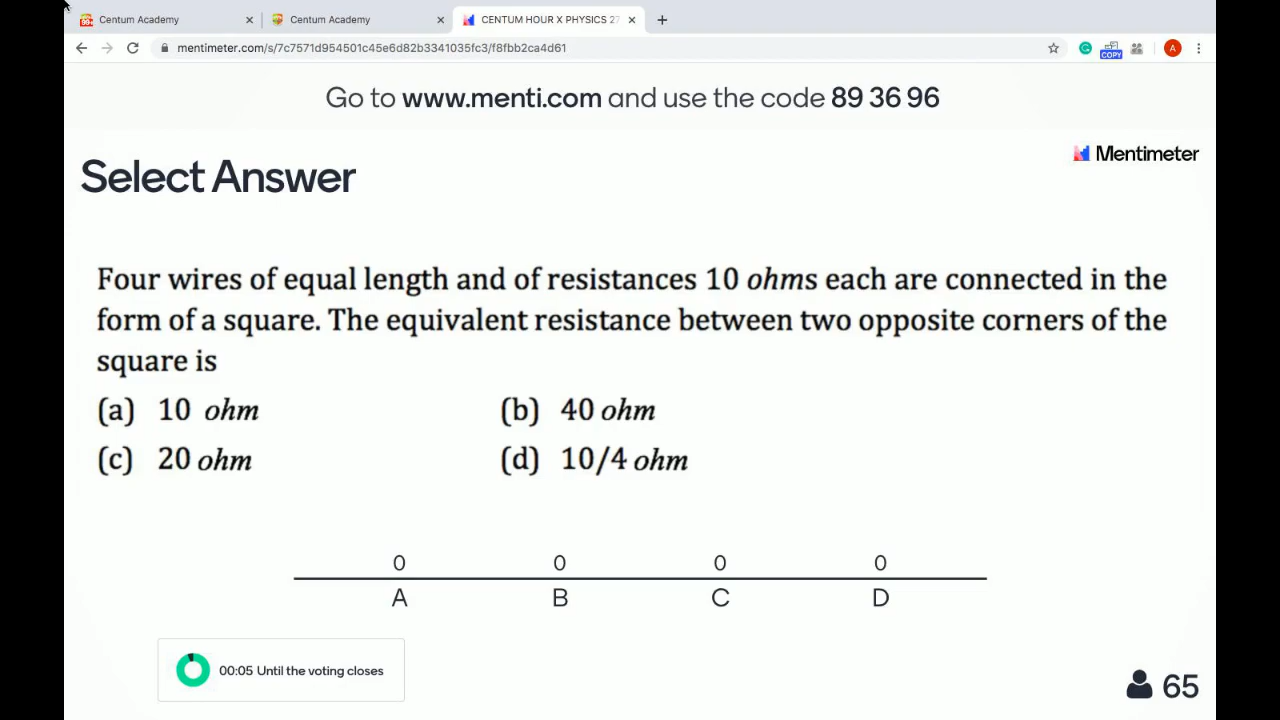 Centum Academy
Centum Academy
CENTUM HOUR X PHYSICS 27
mentimeter.com/s/7c7571d954501c45e6d82b3341035fc3/f8fbb2ca4d61
COPY
A
Go to www.menti.com and use the code 89 36 96
Mentimeter
Select Answer
Four wires of equal length and of resistances 10 ohms each are connected in the
form of a square. The equivalent resistance between two opposite corners of the
square is
(a) 10 ohm (b) 40 ohm
(c) 20 ohm (d) 10/4 ohm
0 0 0 0
A B C D
00:05 Until the voting closes
65